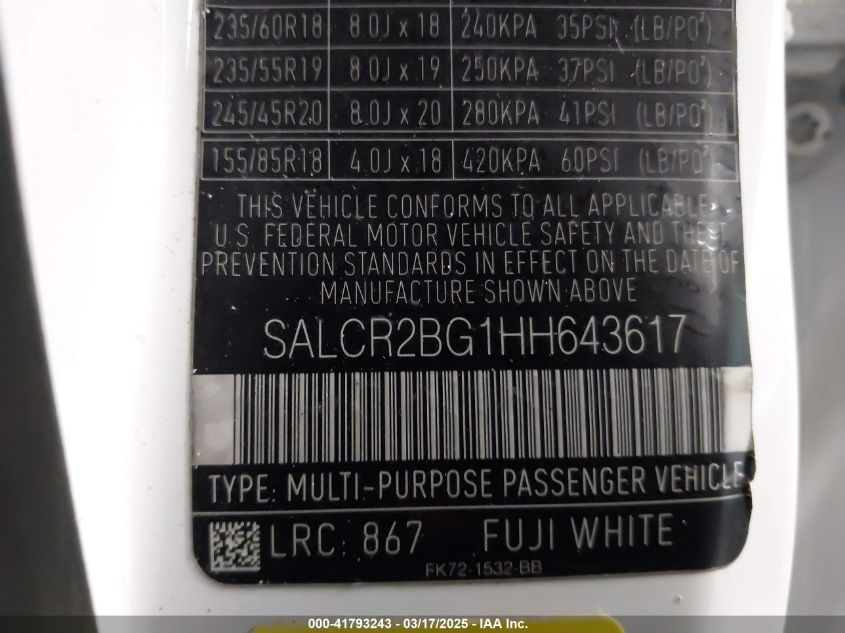 235/60R18 8.0J x 18 240KPA 35PSI (LB/PO²)
235/55R19 8.0J x 19 250KPA 37PSI (LB/PO²)
245/45R20 8.0J x 20 280KPA 41PSI (LB/PO²)
155/85R18 4.0J x 18 420KPA 60PSI (LB/PO²)
THIS VEHICLE CONFORMS TO ALL APPLICABLE
U.S. FEDERAL MOTOR VEHICLE SAFETY AND THEFT
PREVENTION STANDARDS IN EFFECT ON THE DATE OF
MANUFACTURE SHOWN ABOVE
SALCR2BG1HH643617
TYPE: MULTI-PURPOSE PASSENGER VEHICLE
LRC: 867 FUJI WHITE
FK72-1532-BB
000-41793243 - 03/17/2025 - IAA Inc.